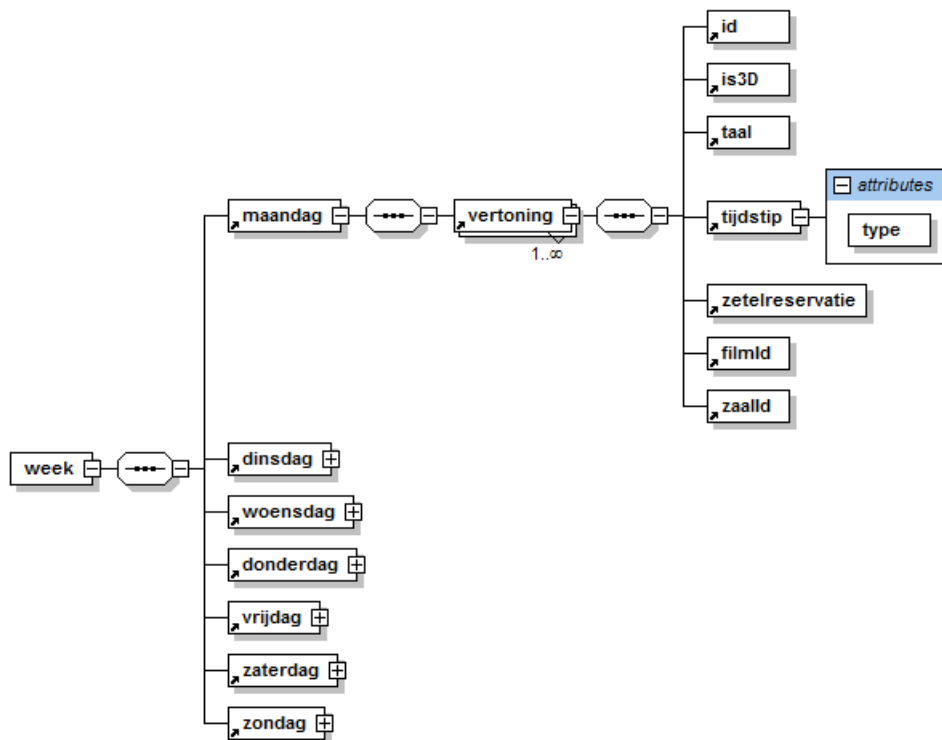 id
is3D
taal
attributes
maandag
vertoning
tijdstip
type
1..∞
zetelreservatie
filmId
zaalId
week
dinsdag
woensdag
donderdag
vrijdag
zaterdag
zondag